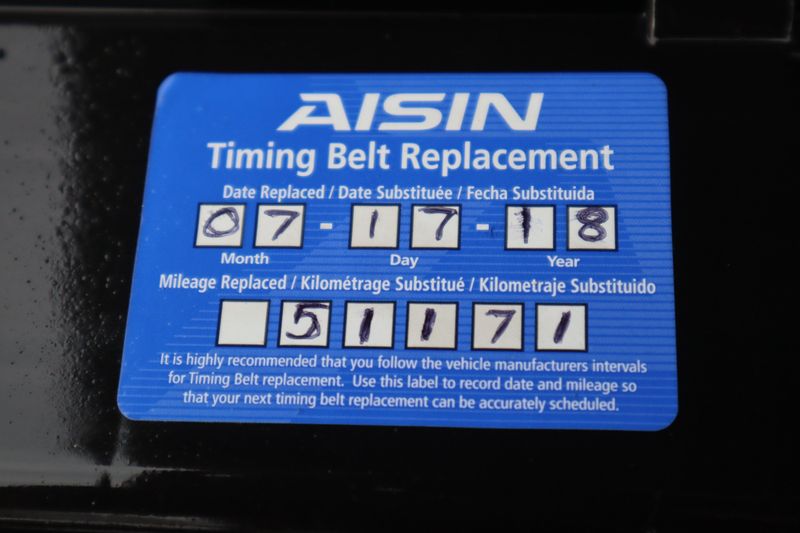 AISIN
Timing Belt Replacement
Date Replaced / Date Substituée / Fecha Substituida
07-17-18
Month Day Year
Mileage Replaced / Kilométrage Substitué / Kilometraje Substituido
51171
It is highly recommended that you follow the vehicle manufacturers intervals
for Timing Belt replacement. Use this label to record date and mileage so
that your next timing belt replacement can be accurately scheduled.